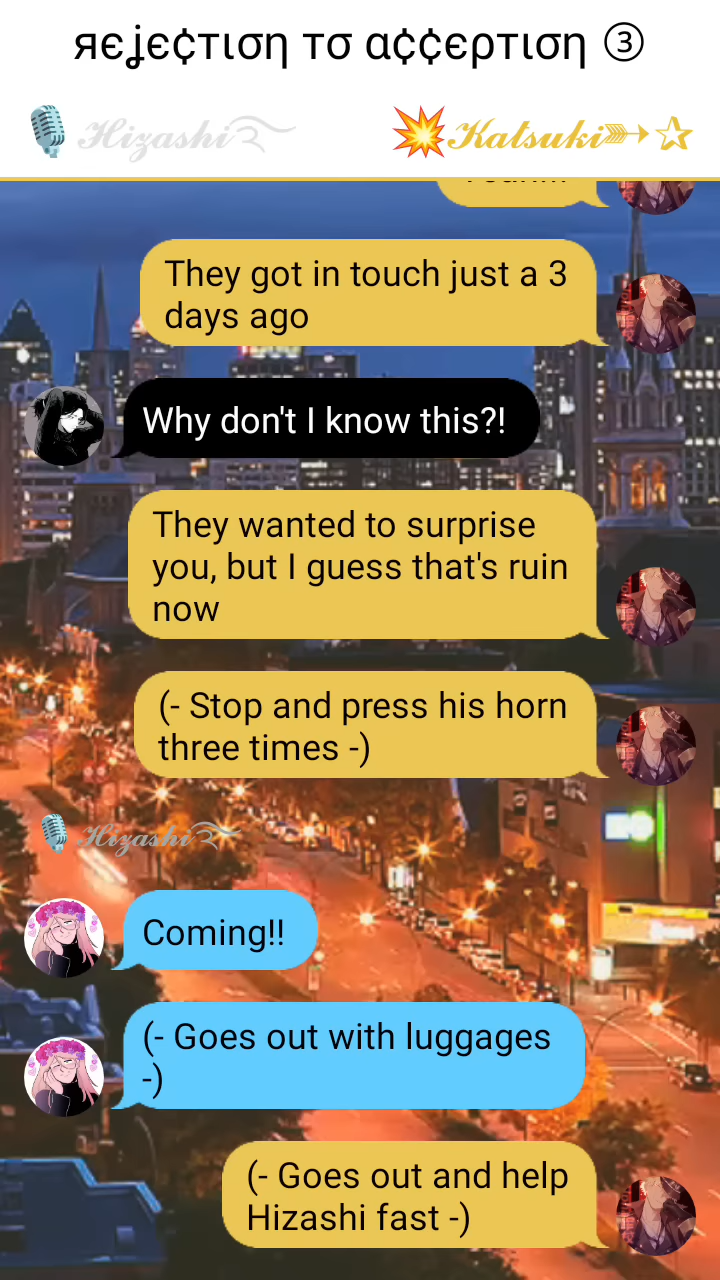 яєʝєς̸тιση тσ α¢¢єρтιση ③
🎙️𝓗𝓲𝔃𝓪𝓼𝓱𝓲࿐
💥𝓚𝓪𝓽𝓼𝓾𝓴𝓲➳☆
They got in touch just a 3
days ago
Why don't I know this?!
They wanted to surprise
you, but I guess that's ruin
now
(- Stop and press his horn
three times -)
🎙️𝓗𝓲𝔃𝓪𝓼𝓱𝓲࿐
Coming!!
(- Goes out with luggages
-)
(- Goes out and help
Hizashi fast -)